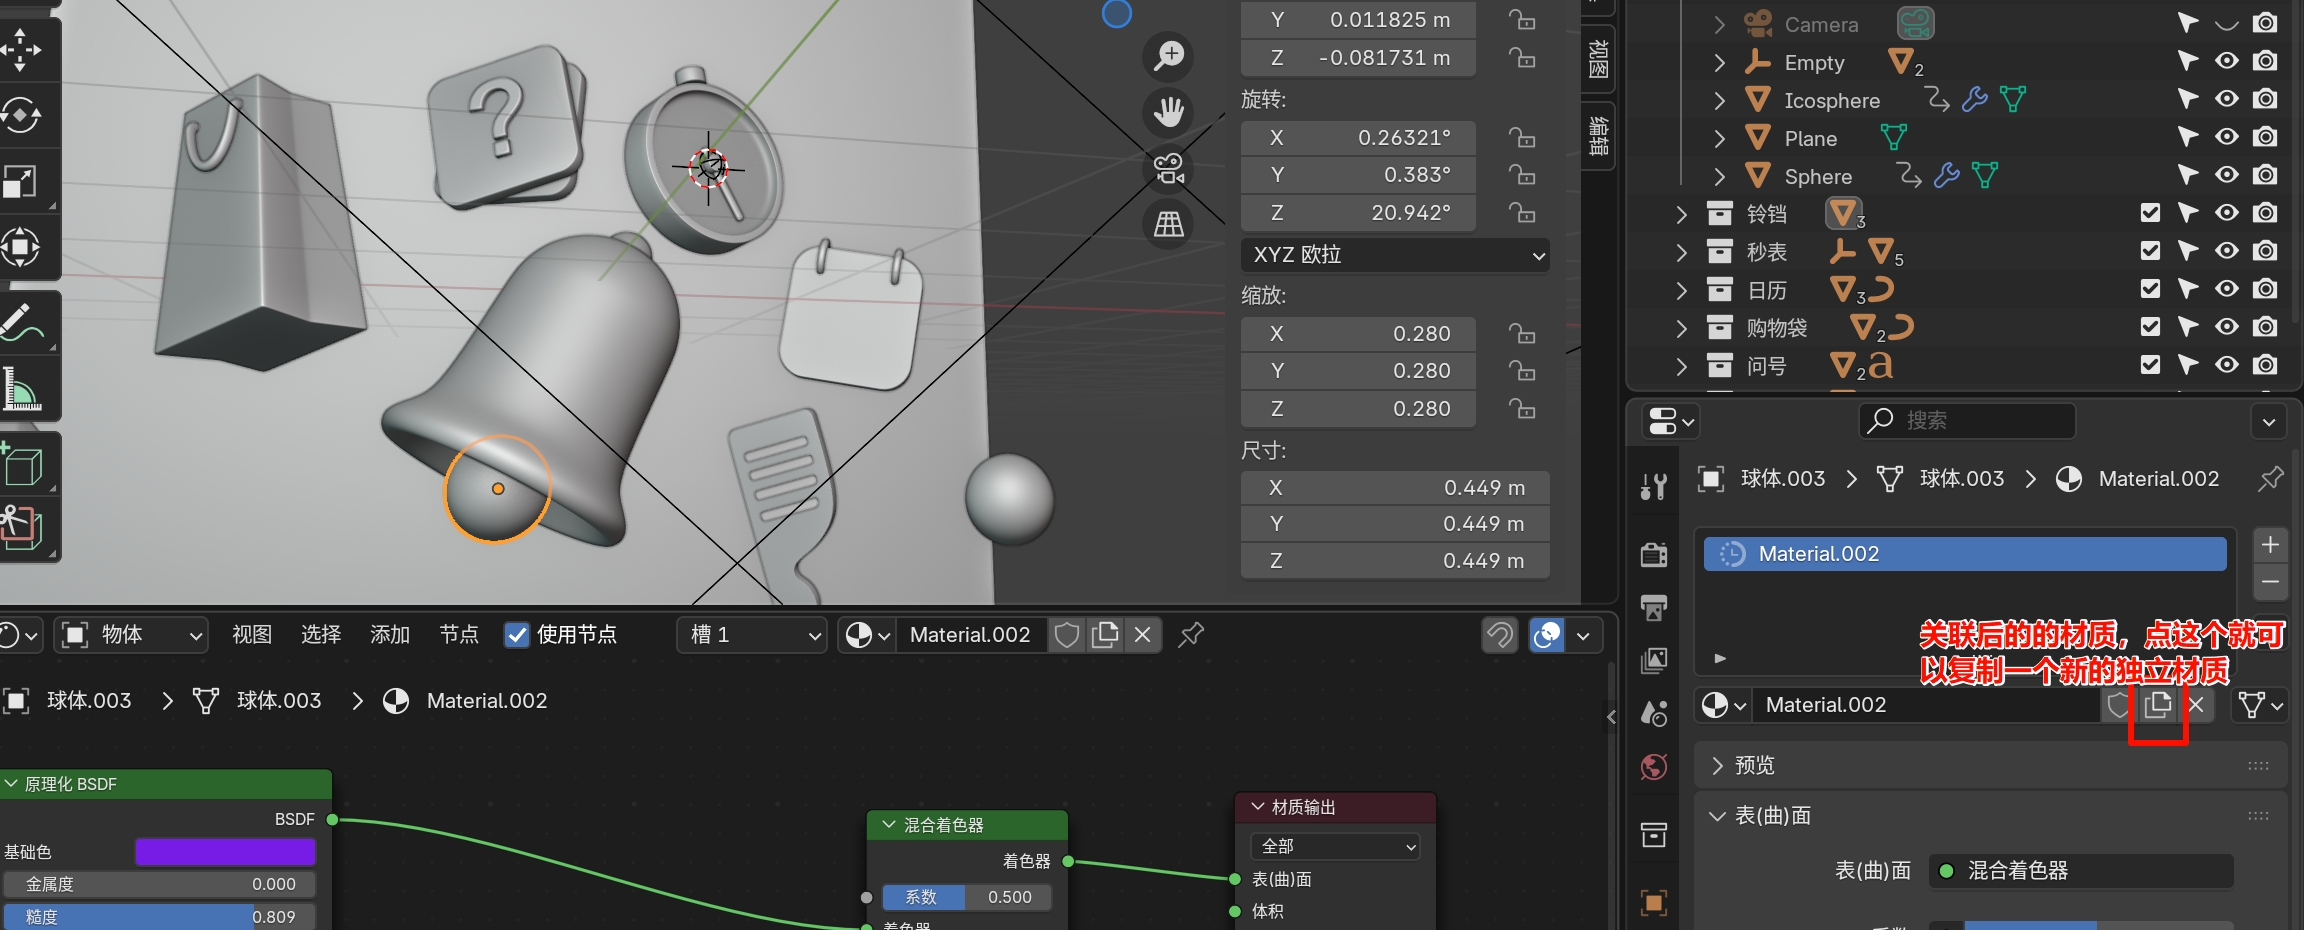 Y 0.011825 m
Z -0.081731 m
旋转:
X 0.26321°
Y 0.383°
Z 20.942°
XYZ 欧拉
缩放:
X 0.280
Y 0.280
Z 0.280
尺寸:
X 0.449 m
Y 0.449 m
Z 0.449 m
视图
编辑
Camera
Empty 2
Icosphere
Plane
Sphere
铃铛 3
秒表 5
日历 3
购物袋 2
问号 2 a
搜索
球体.003 球体.003 Material.002
Material.002
关联后的的材质，点这个就可
以复制一个新的独立材质
Material.002
预览
表(曲)面
表(曲)面 混合着色器
物体 视图 选择 添加 节点 使用节点 槽 1 Material.002
球体.003 球体.003 Material.002
原理化 BSDF
BSDF
基础色
金属度 0.000
糙度 0.809
混合着色器
着色器
系数 0.500
材质输出
全部
表(曲)面
体积